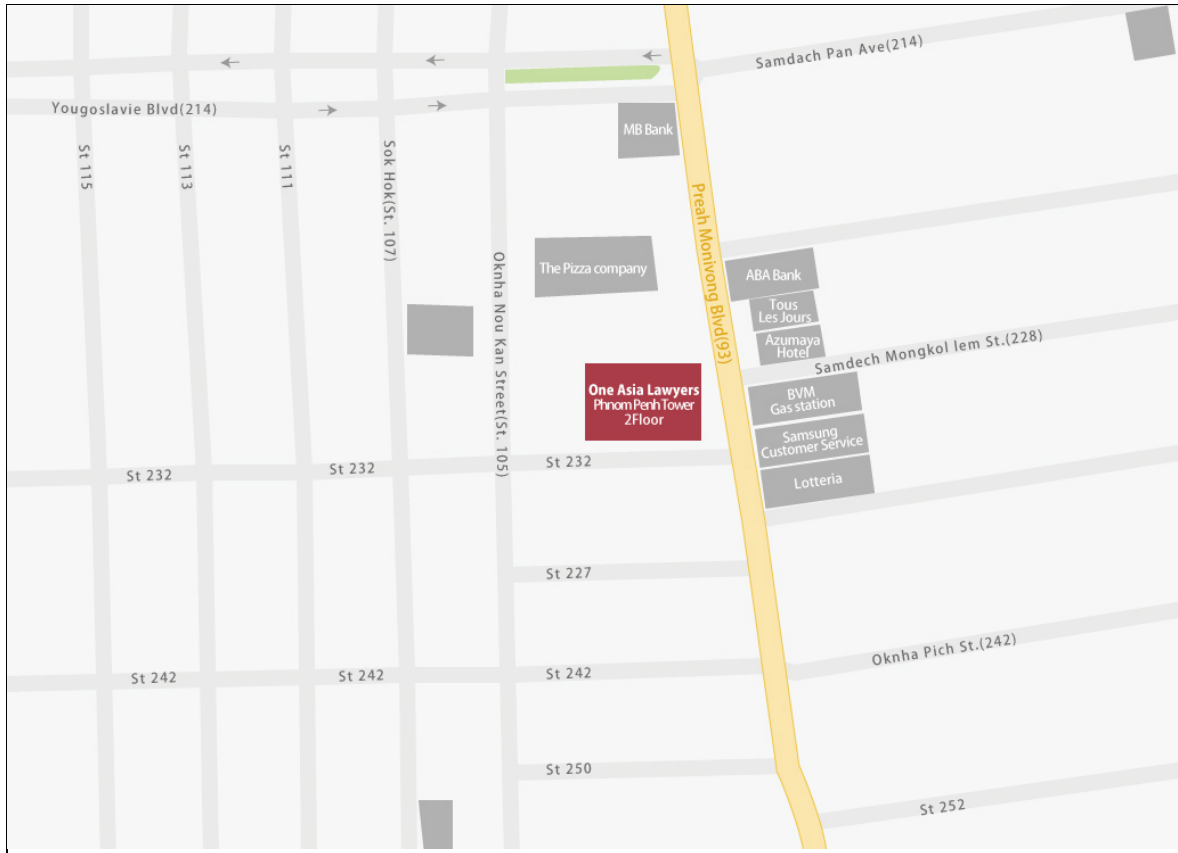 Samdach Pan Ave(214)
Yougoslavie Blvd(214)
MB Bank
St 115
St 113
St 111
Sok Hok(St. 107)
Oknha Nou Kan Street(St. 105)
Preah Monivong Blvd(93)
The Pizza company
ABA Bank
Tous
Les Jours
Azumaya
Hotel
Samdech Mongkol Iem St.(228)
One Asia Lawyers
Phnom Penh Tower
2Floor
BVM
Gas station
Samsung
Customer Service
Lotteria
St 232
St 232
St 232
St 227
Oknha Pich St.(242)
St 242
St 242
St 242
St 250
St 252